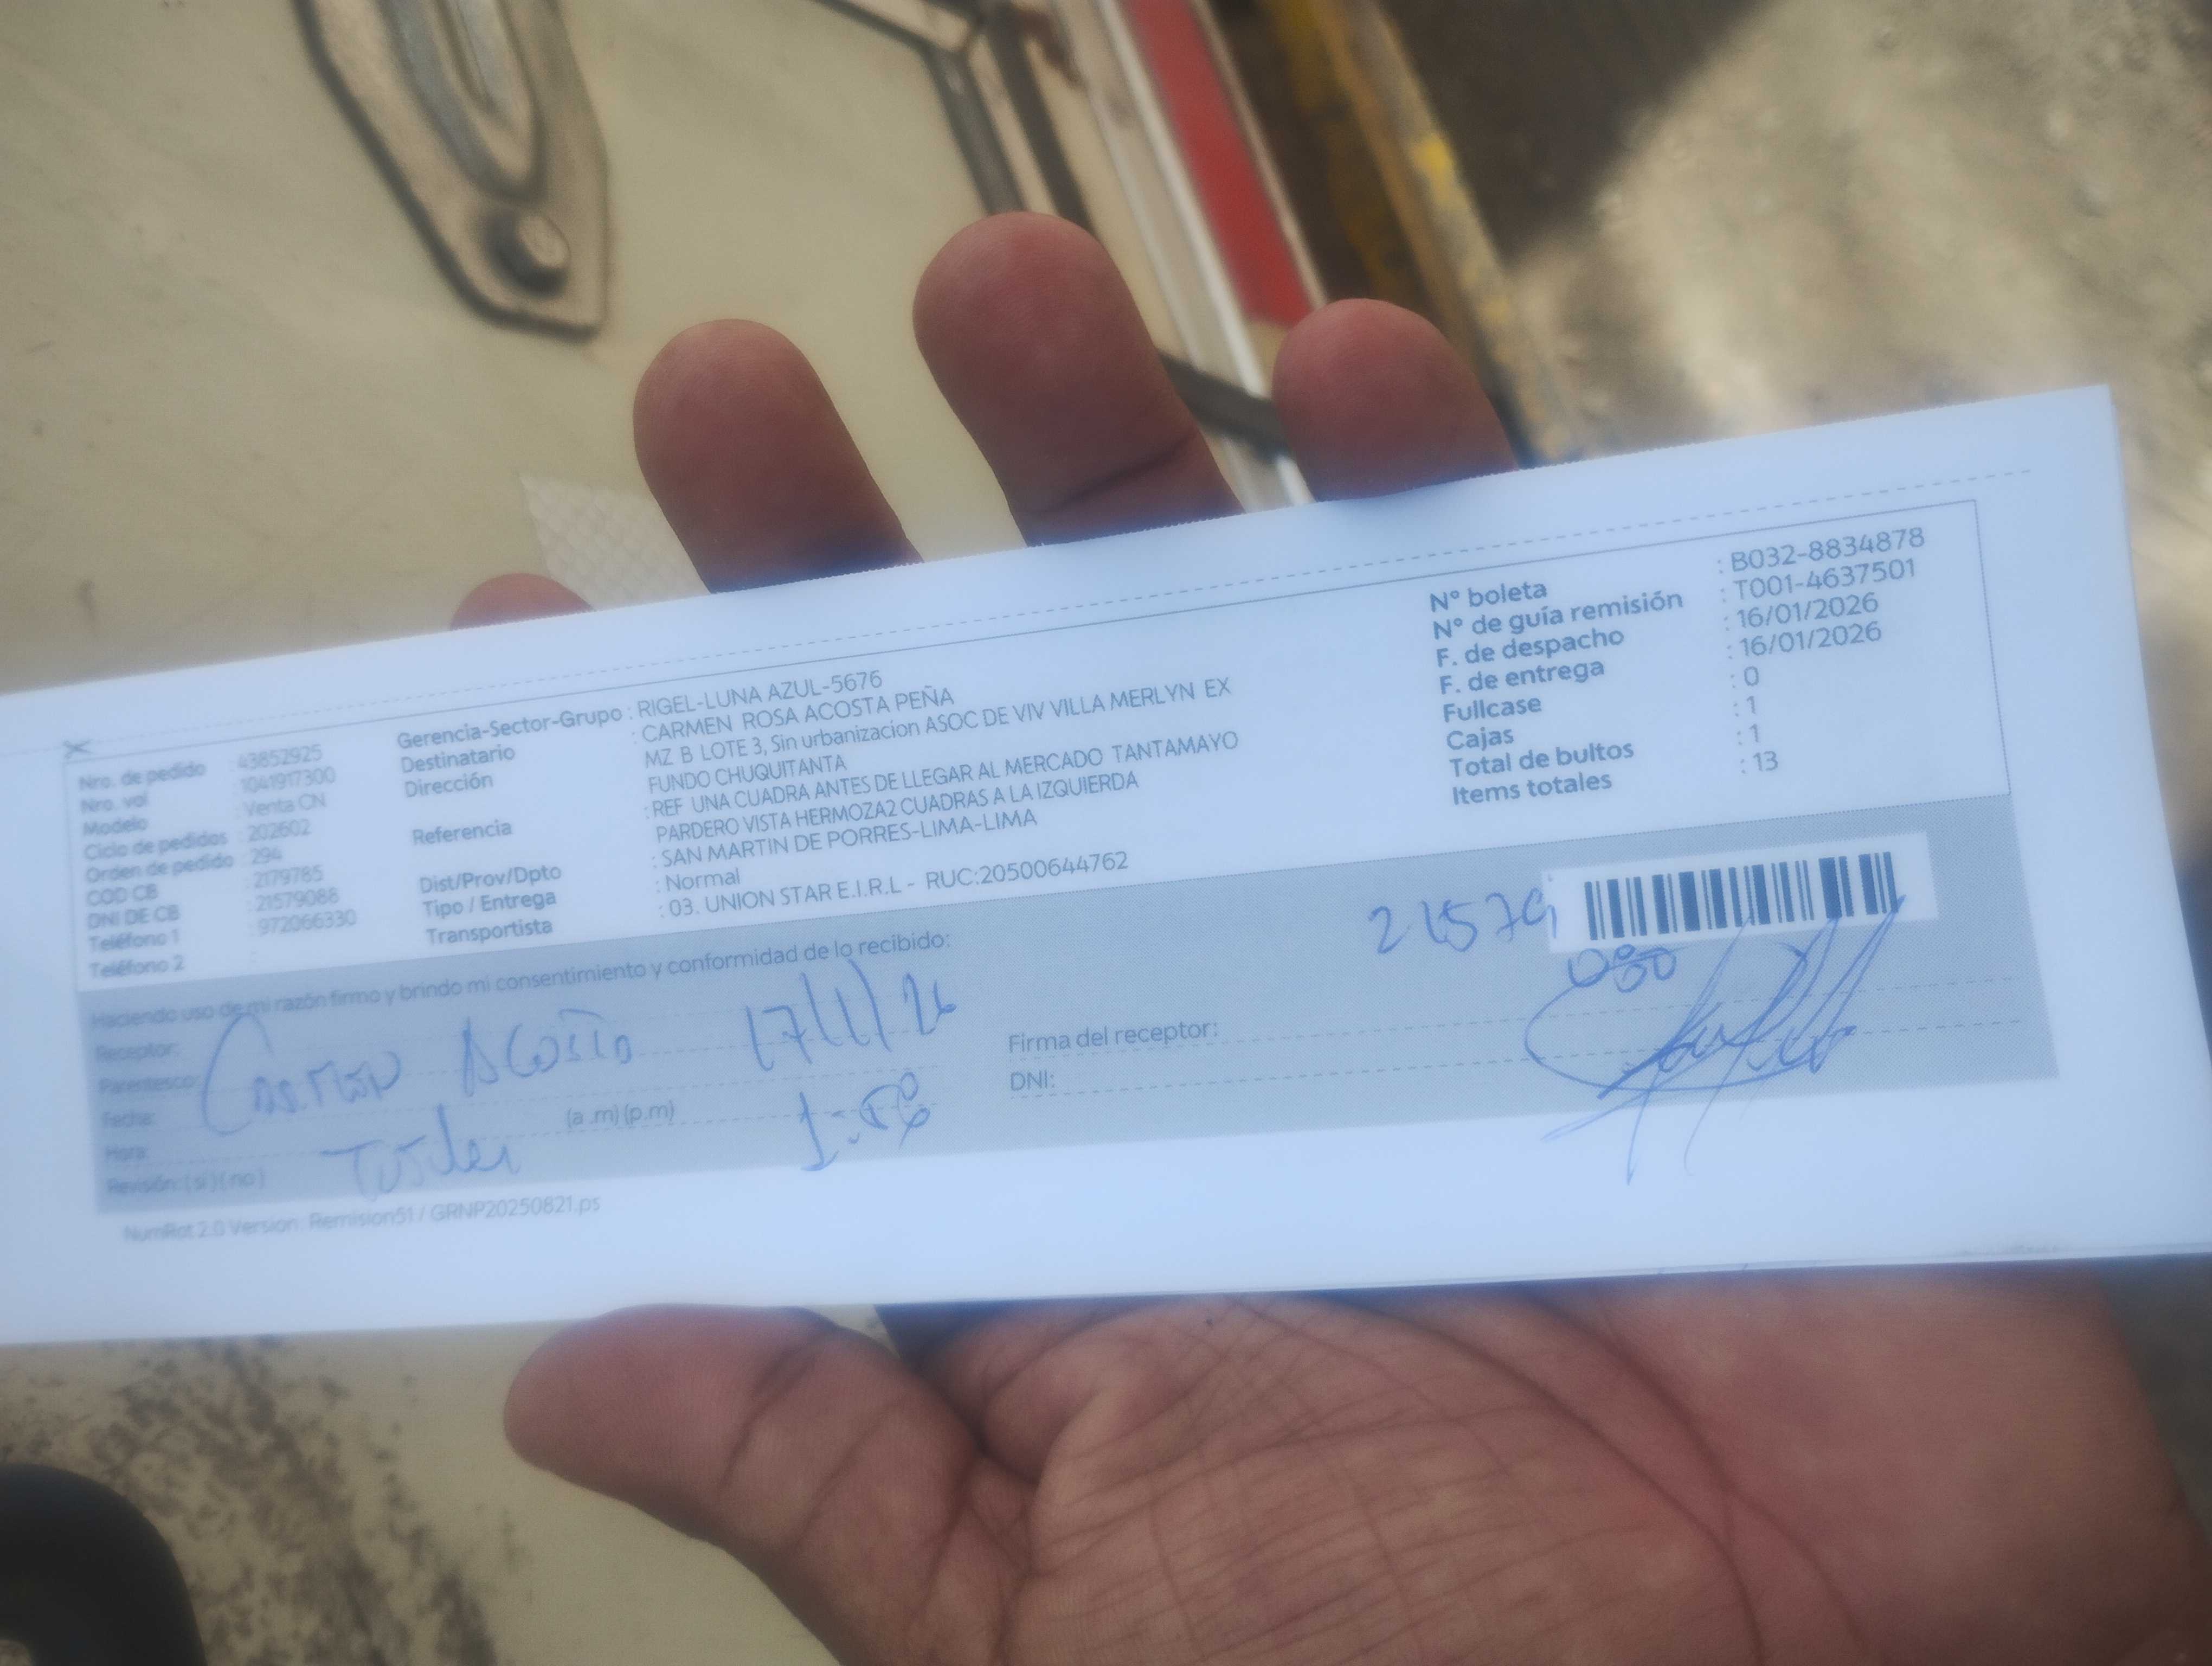 Nro. de pedido : 43852925
Nro. vol : 1041917300
Modelo : Venta CN
Ciclo de pedidos : 202602
Orden de pedido : 294
COD CB : 2179785
DNI DE CB : 21579088
Teléfono 1 : 972066330
Teléfono 2 :
Gerencia-Sector-Grupo : RIGEL-LUNA AZUL-5676
Destinatario : CARMEN ROSA ACOSTA PEÑA
Dirección MZ B LOTE 3, Sin urbanizacion ASOC DE VIV VILLA MERLYN EX
FUNDO CHUQUITANTA
Referencia : REF UNA CUADRA ANTES DE LLEGAR AL MERCADO TANTAMAYO
PARDERO VISTA HERMOZA2 CUADRAS A LA IZQUIERDA
Dist/Prov/Dpto : SAN MARTIN DE PORRES-LIMA-LIMA
Tipo / Entrega : Normal
Transportista : 03. UNION STAR E.I.R.L - RUC:20500644762
N° boleta : B032-8834878
N° de guía remisión : T001-4637501
F. de despacho : 16/01/2026
F. de entrega : 16/01/2026
Fullcase : 0
Cajas : 1
Total de bultos : 1
Items totales : 13
Haciendo uso de mi razón firmo y brindo mi consentimiento y conformidad de lo recibido:
Receptor:
Parentesco:
Carmen Acosta 17/1/26
Fecha:
Hora: (a .m) (p.m)
Revisión: ( si ) ( no )
21579
Firma del receptor:
DNI:
NumRot 2.0 Version: Remision51 / GRNP20250821.ps